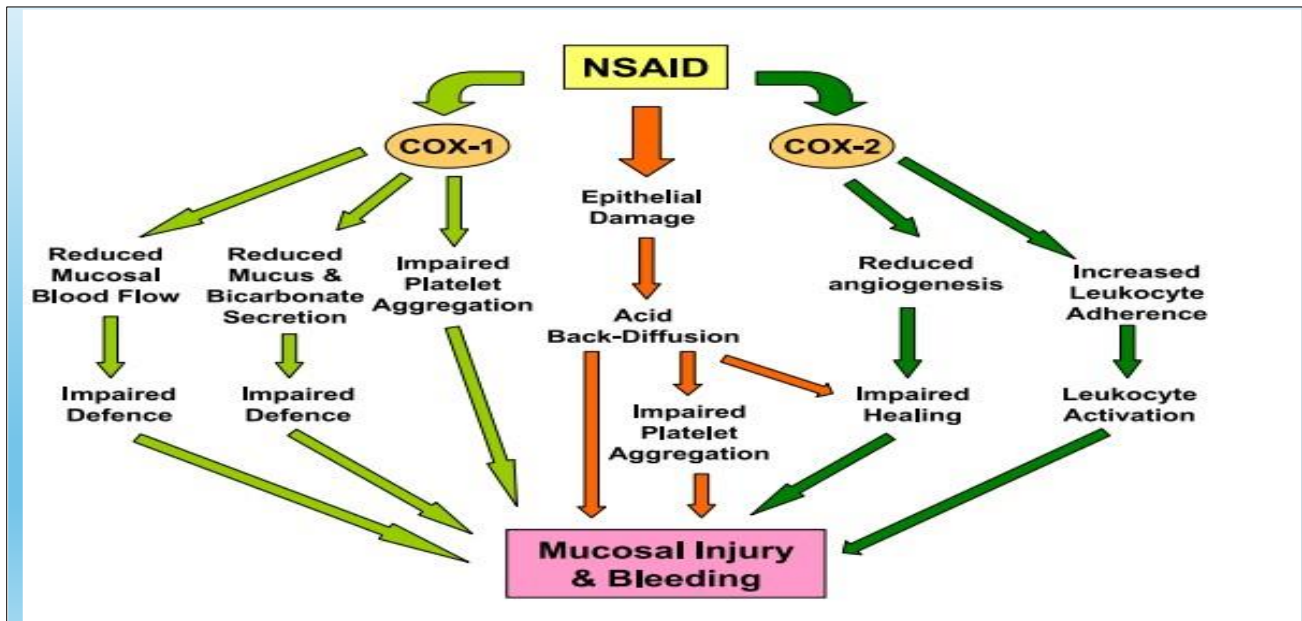 NSAID
COX-1
COX-2
Epithelial
Damage
Reduced
Mucosal
Blood Flow
Reduced
Mucus &
Bicarbonate
Secretion
Impaired
Platelet
Aggregation
Acid
Back-Diffusion
Reduced
angiogenesis
Increased
Leukocyte
Adherence
Impaired
Defence
Impaired
Defence
Impaired
Platelet
Aggregation
Impaired
Healing
Leukocyte
Activation
Mucosal Injury
& Bleeding